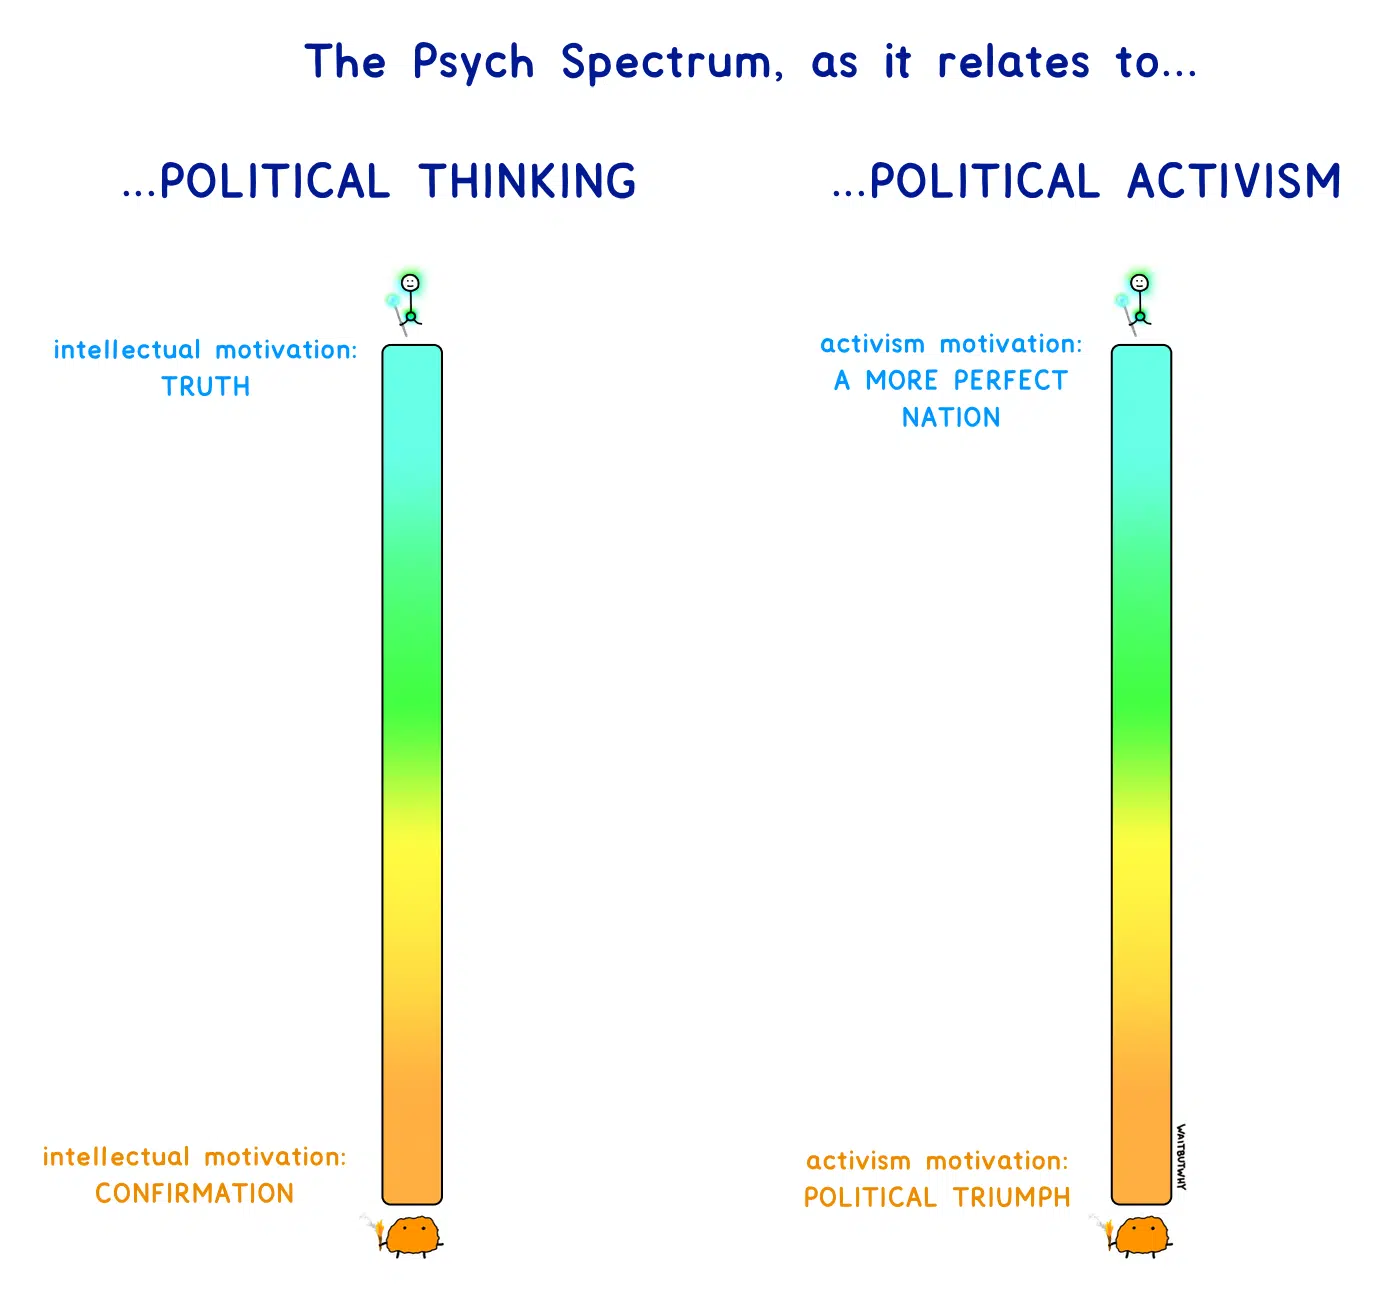 The Psych Spectrum, as it relates to...
...POLITICAL THINKING
...POLITICAL ACTIVISM
intellectual motivation:
TRUTH
activism motivation:
A MORE PERFECT
NATION
intellectual motivation:
CONFIRMATION
activism motivation:
POLITICAL TRIUMPH
WAITBUTWHY